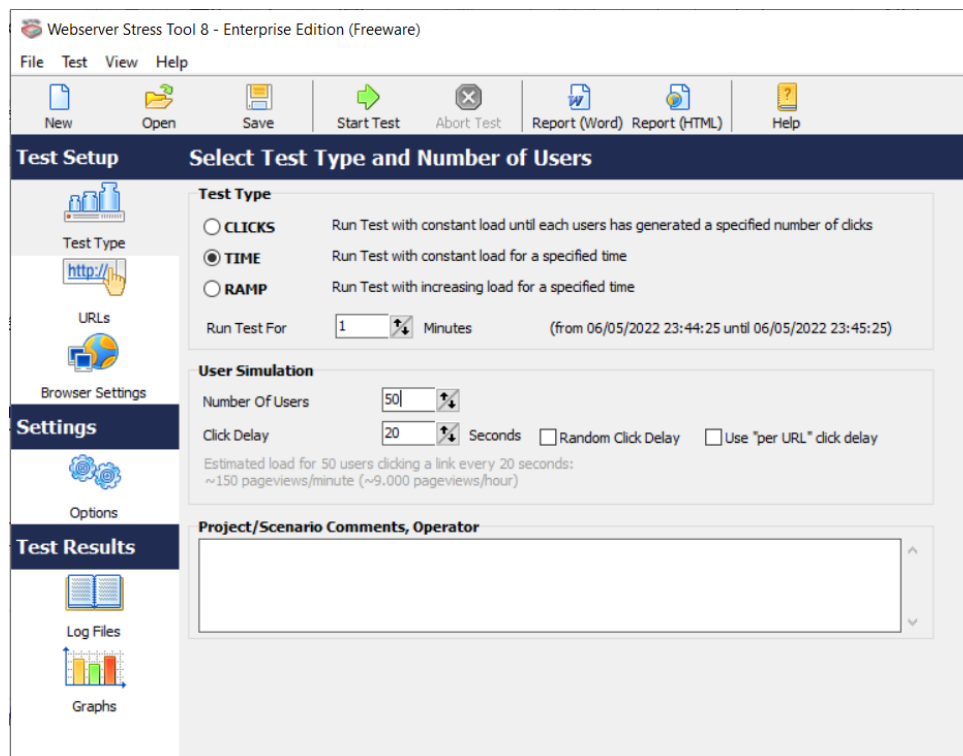 Webserver Stress Tool 8 - Enterprise Edition (Freeware)
File Test View Help
New Open Save Start Test Abort Test Report (Word) Report (HTML) Help
Test Setup
Test Type
http://
URLs
Browser Settings
Settings
Options
Test Results
Log Files
Graphs
Select Test Type and Number of Users
Test Type
CLICKS Run Test with constant load until each users has generated a specified number of clicks
TIME Run Test with constant load for a specified time
RAMP Run Test with increasing load for a specified time
Run Test For 1 Minutes (from 06/05/2022 23:44:25 until 06/05/2022 23:45:25)
User Simulation
Number Of Users 50
Click Delay 20 Seconds Random Click Delay Use "per URL" click delay
Estimated load for 50 users clicking a link every 20 seconds:
~150 pageviews/minute (~9.000 pageviews/hour)
Project/Scenario Comments, Operator